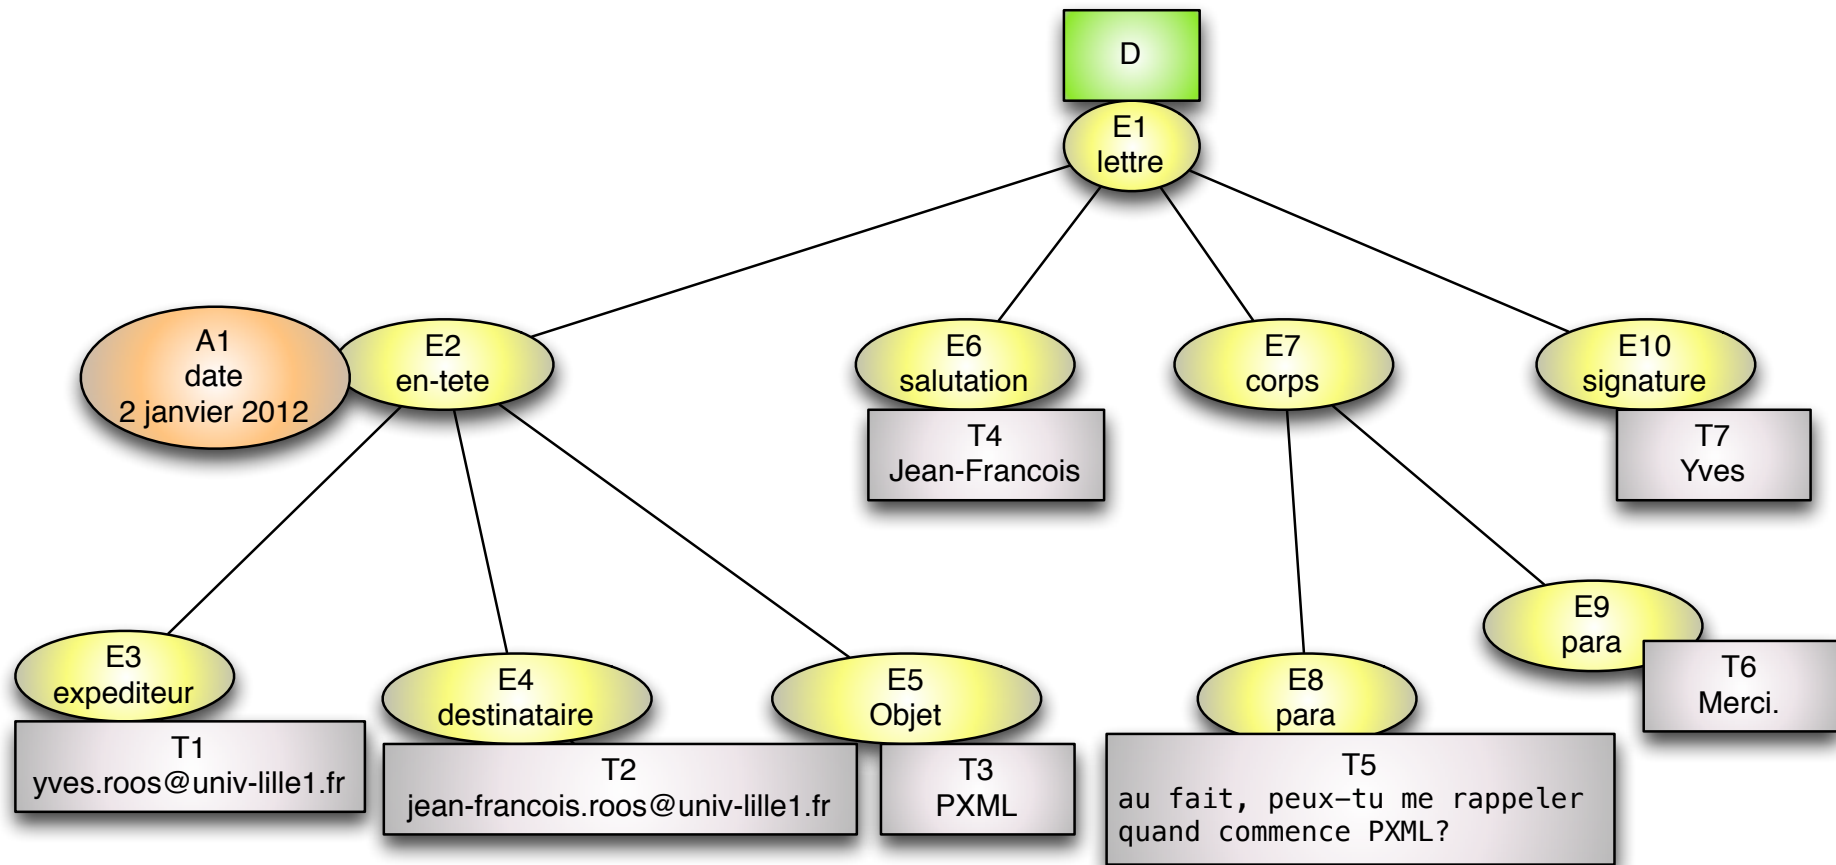 D
E1
lettre
A1
date
2 janvier 2012
E2
en-tete
E6
salutation
T4
Jean-Francois
E7
corps
E10
signature
T7
Yves
E3
expediteur
T1
yves.roos@univ-lille1.fr
E4
destinataire
T2
jean-francois.roos@univ-lille1.fr
E5
Objet
T3
PXML
E8
para
T5
au fait, peux-tu me rappeler
quand commence PXML?
E9
para
T6
Merci.